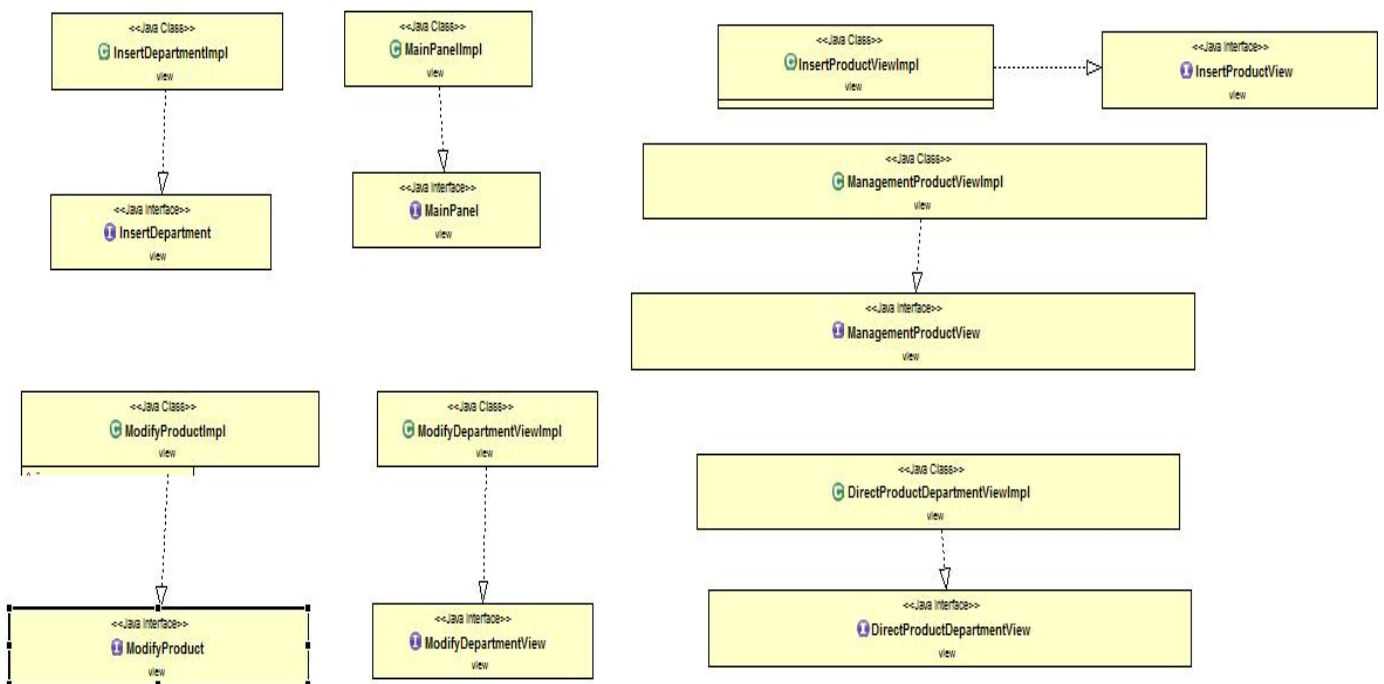 <<Java Class>>
InsertDepartmentImpl
view
<<Java Class>>
MainPanelImpl
view
<<Java Class>>
InsertProductViewImpl
view
<<Java Interface>>
InsertProductView
view
<<Java Class>>
ManagementProductViewImpl
view
<<Java Interface>>
InsertDepartment
view
<<Java Interface>>
MainPanel
view
<<Java Interface>>
ManagementProductView
view
<<Java Class>>
ModifyProductImpl
view
<<Java Class>>
ModifyDepartmentViewImpl
view
<<Java Class>>
DirectProductDepartmentViewImpl
view
<<Java Interface>>
ModifyProduct
view
<<Java Interface>>
ModifyDepartmentView
view
<<Java Interface>>
DirectProductDepartmentView
view